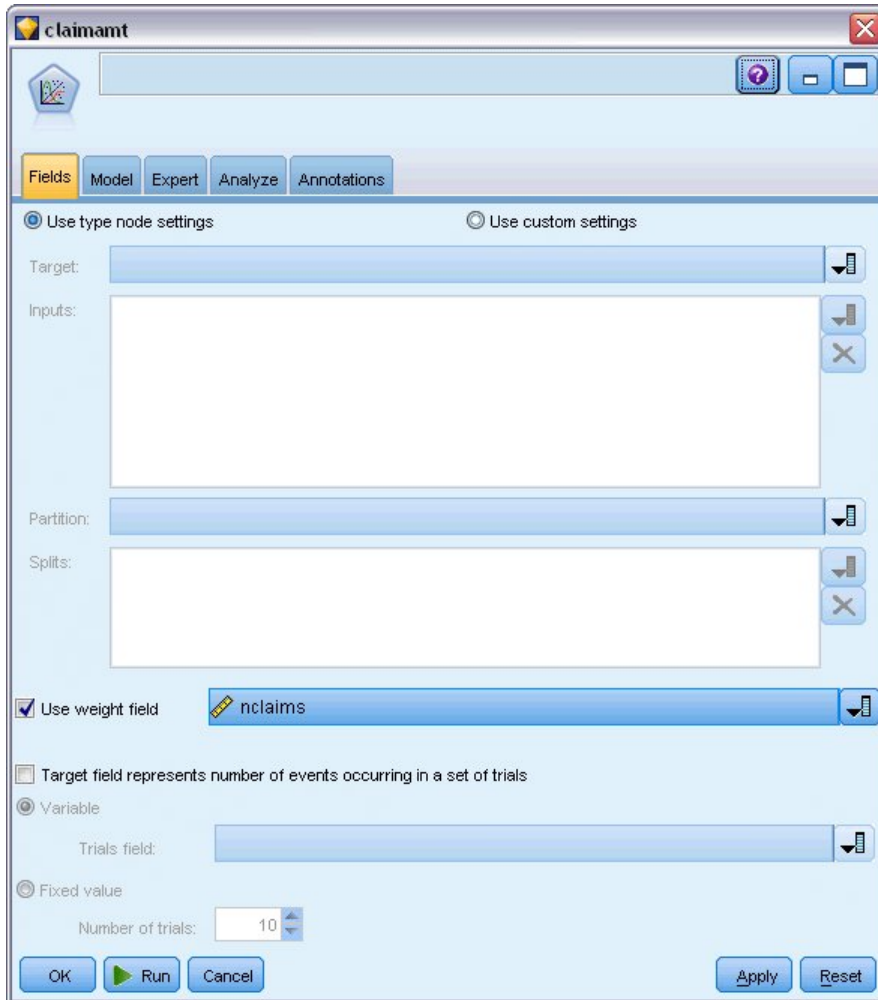 claimamt
Fields Model Expert Analyze Annotations
Use type node settings Use custom settings
Target:
Inputs:
Partition:
Splits:
Use weight field nclaims
Target field represents number of events occurring in a set of trials
Variable
Trials field:
Fixed value
Number of trials: 10
OK Run Cancel Apply Reset